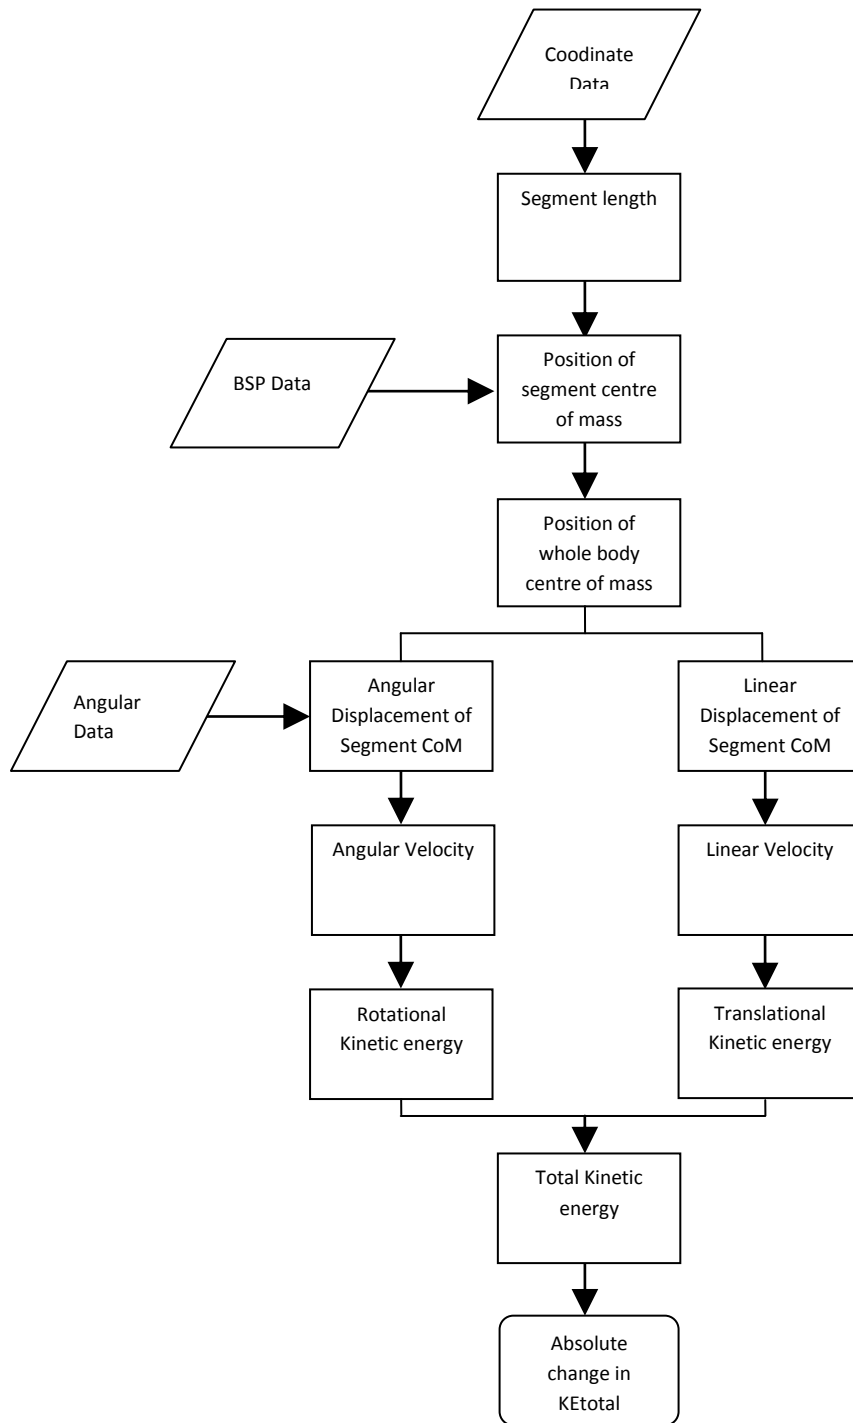 Coodinate
Data
Segment length
BSP Data
Position of
segment centre
of mass
Position of
whole body
centre of mass
Angular
Data
Angular
Displacement of
Segment CoM
Linear
Displacement of
Segment CoM
Angular Velocity
Linear Velocity
Rotational
Kinetic energy
Translational
Kinetic energy
Total Kinetic
energy
Absolute
change in
KEtotal